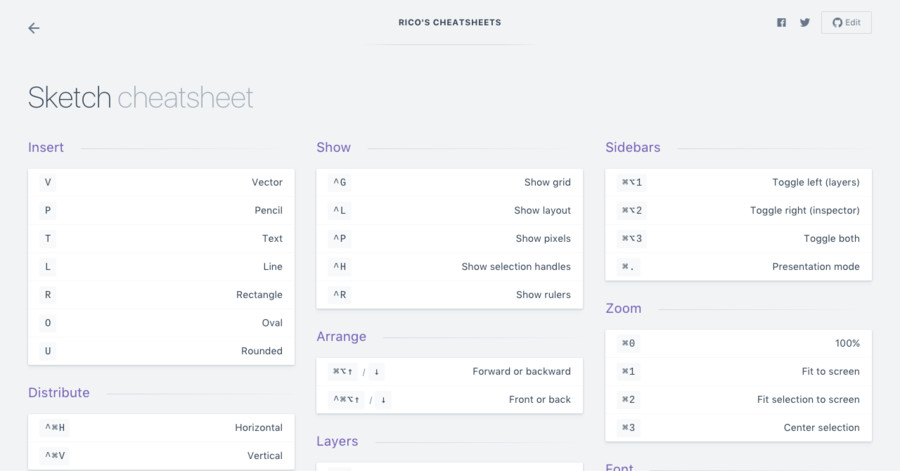 RICO'S CHEATSHEETS
Edit
Sketch cheatsheet
Insert
V Vector
P Pencil
T Text
L Line
R Rectangle
O Oval
U Rounded
Distribute
^⌘H Horizontal
^⌘V Vertical
Show
^G Show grid
^L Show layout
^P Show pixels
^H Show selection handles
^R Show rulers
Arrange
⌘⌥↑ / ↓ Forward or backward
^⌘⌥↑ / ↓ Front or back
Layers
Sidebars
⌘⌥1 Toggle left (layers)
⌘⌥2 Toggle right (inspector)
⌘⌥3 Toggle both
⌘. Presentation mode
Zoom
⌘0 100%
⌘1 Fit to screen
⌘2 Fit selection to screen
⌘3 Center selection
Font